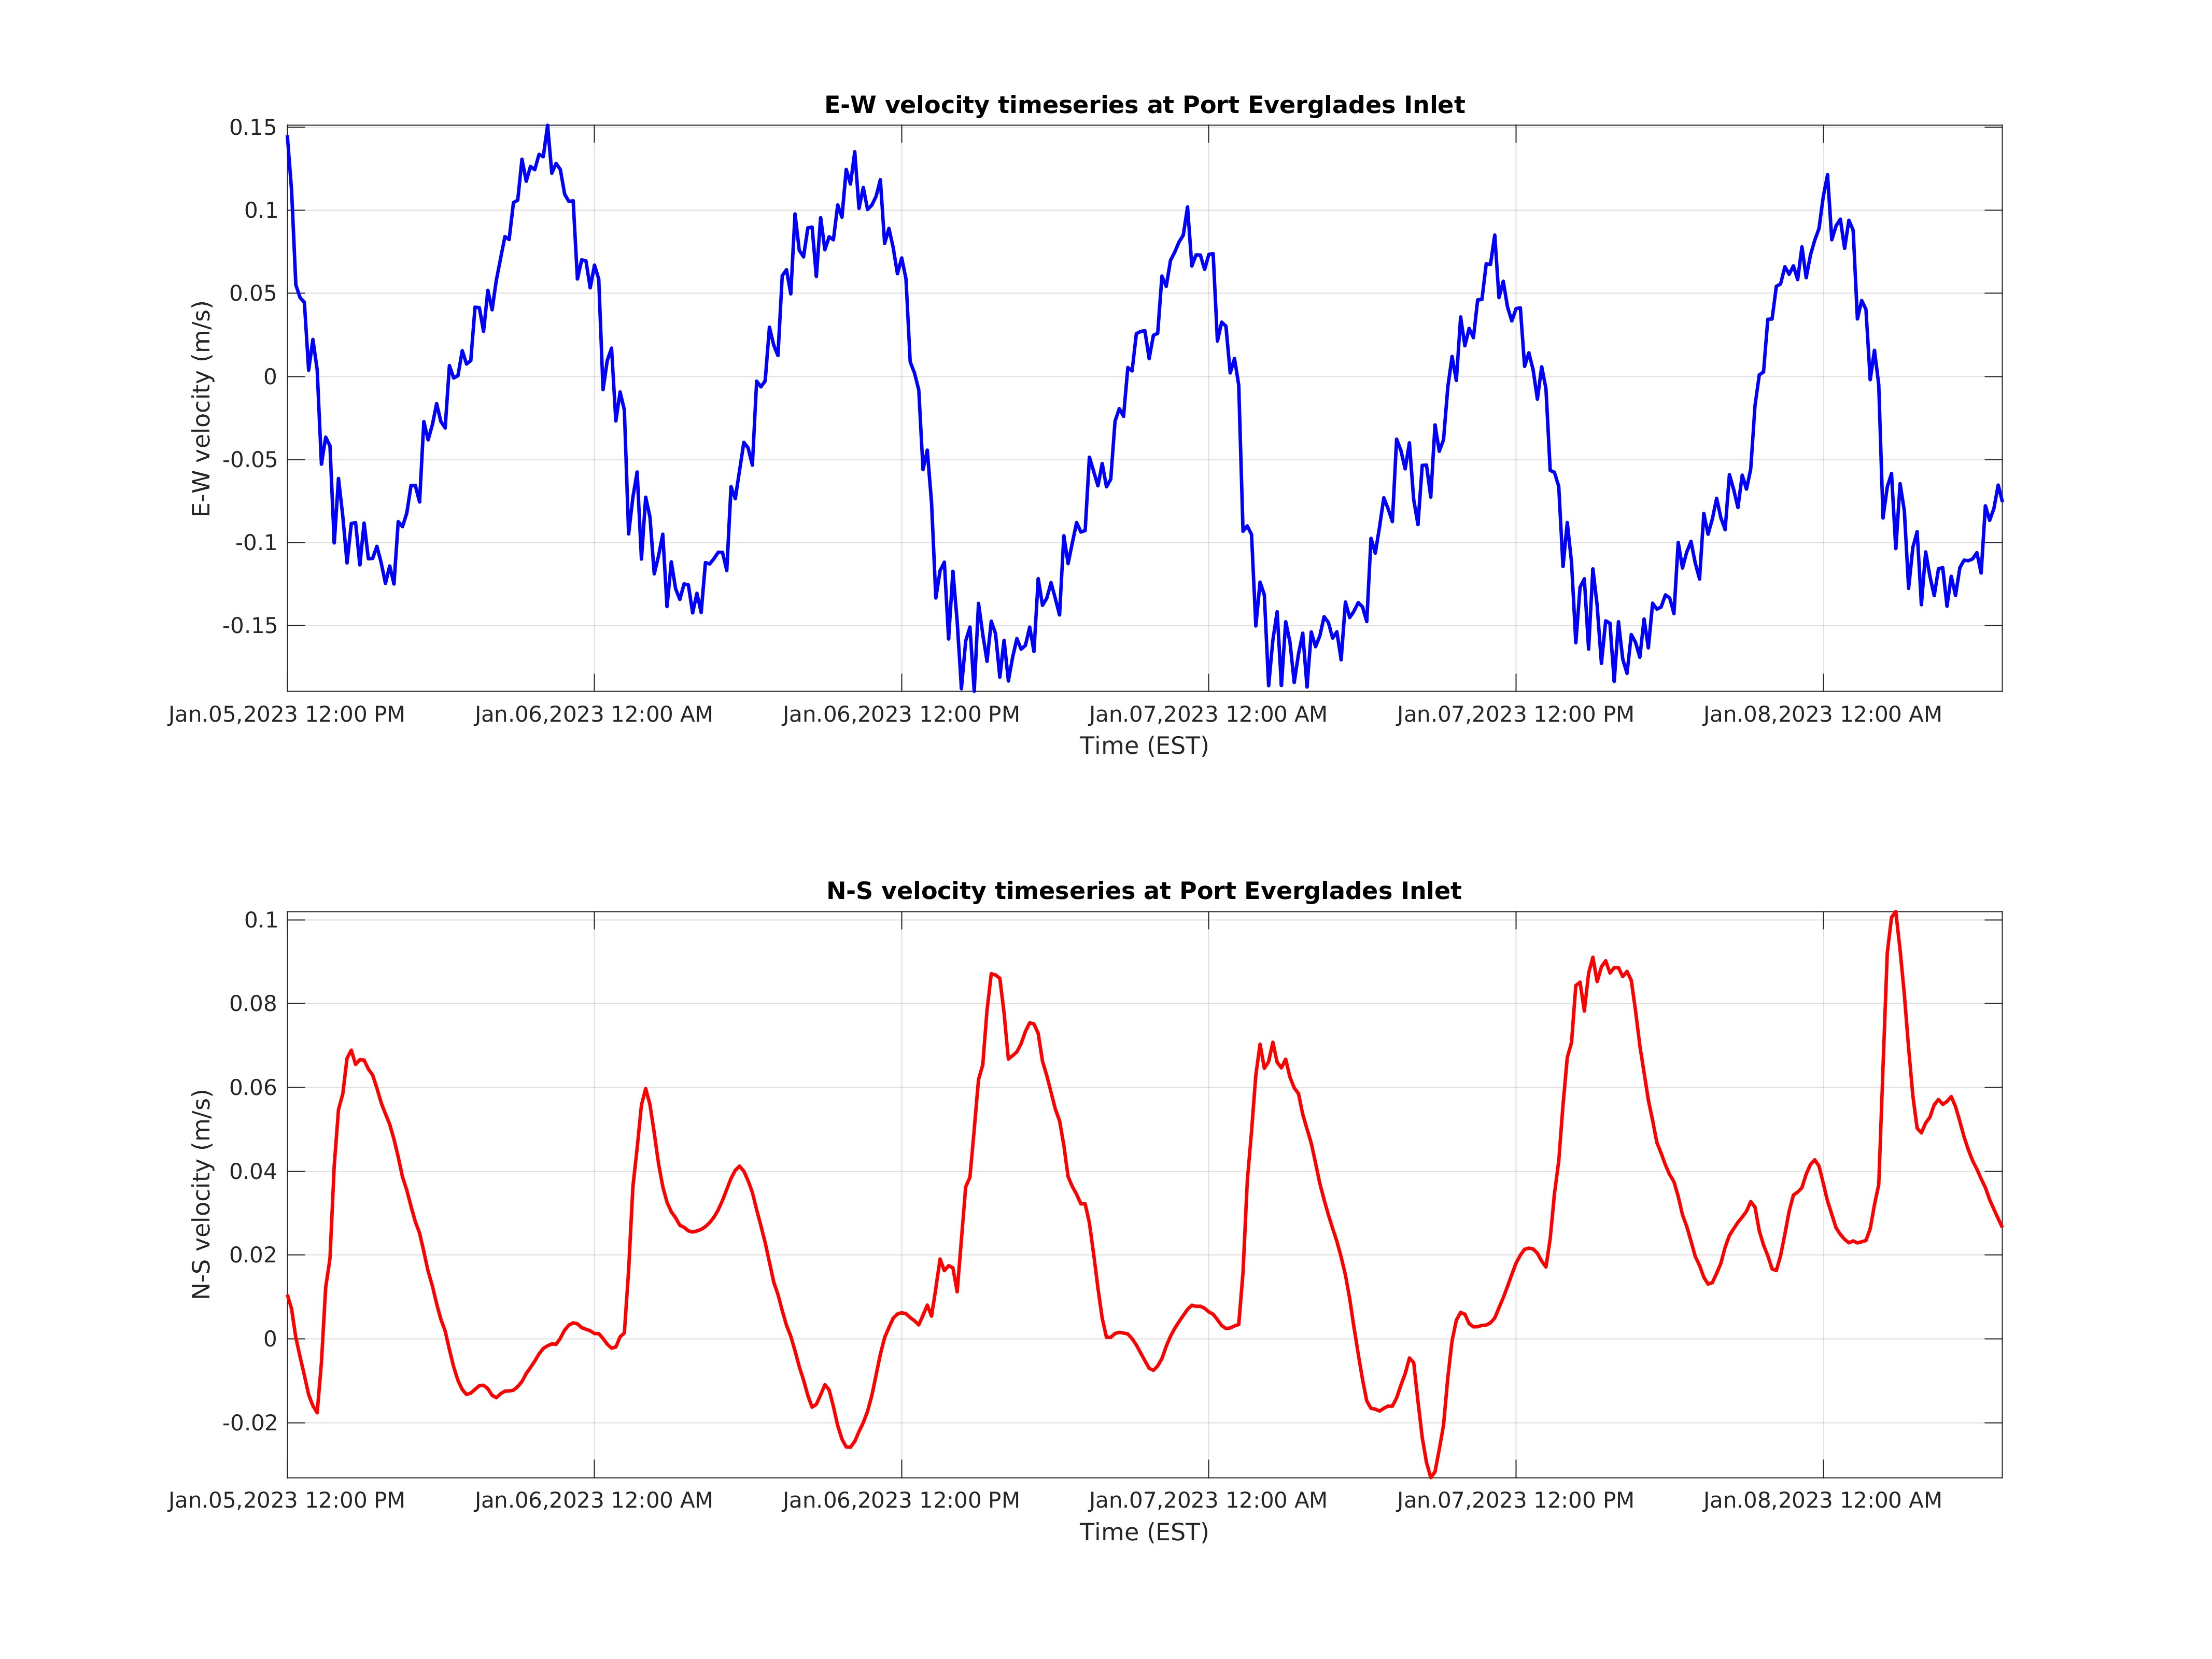 E-W velocity timeseries at Port Everglades Inlet
E-W velocity (m/s)
0.15
0.1
0.05
0
-0.05
-0.1
-0.15
Jan.05,2023 12:00 PM Jan.06,2023 12:00 AM Jan.06,2023 12:00 PM Jan.07,2023 12:00 AM Jan.07,2023 12:00 PM Jan.08,2023 12:00 AM
Time (EST)
N-S velocity timeseries at Port Everglades Inlet
N-S velocity (m/s)
0.1
0.08
0.06
0.04
0.02
0
-0.02
Jan.05,2023 12:00 PM Jan.06,2023 12:00 AM Jan.06,2023 12:00 PM Jan.07,2023 12:00 AM Jan.07,2023 12:00 PM Jan.08,2023 12:00 AM
Time (EST)